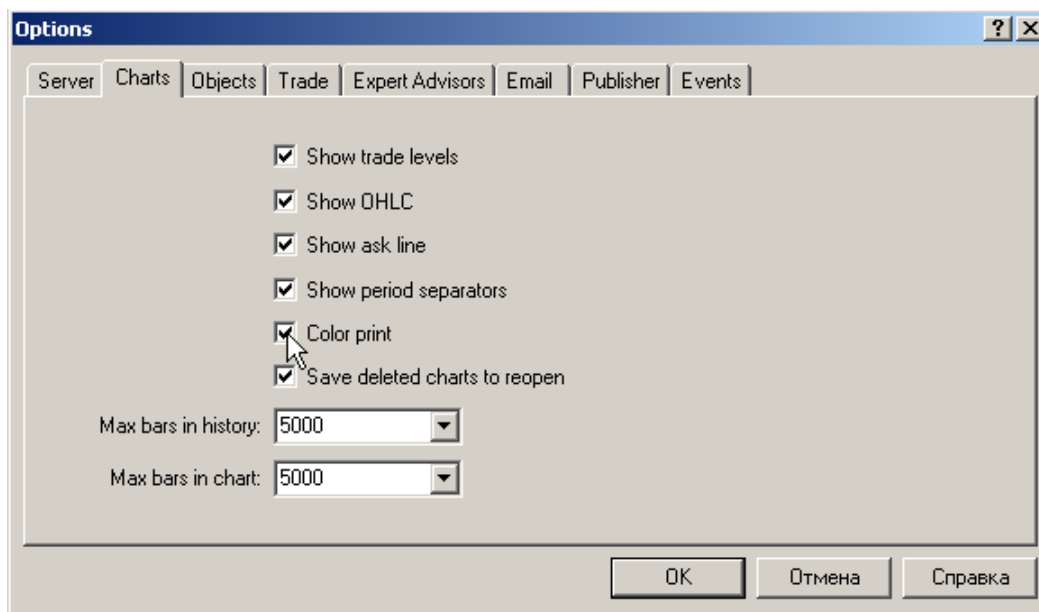 Options
Server Charts Objects Trade Expert Advisors Email Publisher Events
Show trade levels
Show OHLC
Show ask line
Show period separators
Color print
Save deleted charts to reopen
Max bars in history: 5000
Max bars in chart: 5000
OK Отмена Справка